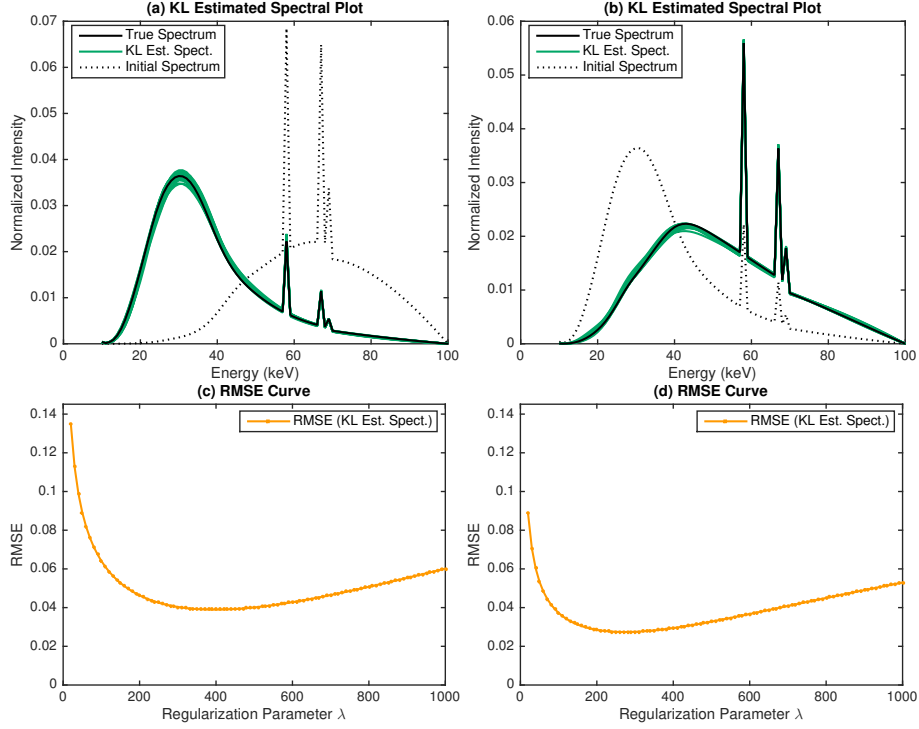 (a) KL Estimated Spectral Plot
0.07
0.06
0.05
0.04
0.03
0.02
0.01
0
Normalized Intensity
True Spectrum
KL Est. Spect.
Initial Spectrum
0 20 40 60 80 100
Energy (keV)
(b) KL Estimated Spectral Plot
0.06
0.05
0.04
0.03
0.02
0.01
0
Normalized Intensity
True Spectrum
KL Est. Spect.
Initial Spectrum
0 20 40 60 80 100
Energy (keV)
(c) RMSE Curve
0.14
0.12
0.1
0.08
0.06
0.04
0.02
0
RMSE
RMSE (KL Est. Spect.)
0 200 400 600 800 1000
Regularization Parameter λ
(d) RMSE Curve
0.14
0.12
0.1
0.08
0.06
0.04
0.02
0
RMSE
RMSE (KL Est. Spect.)
0 200 400 600 800 1000
Regularization Parameter λ